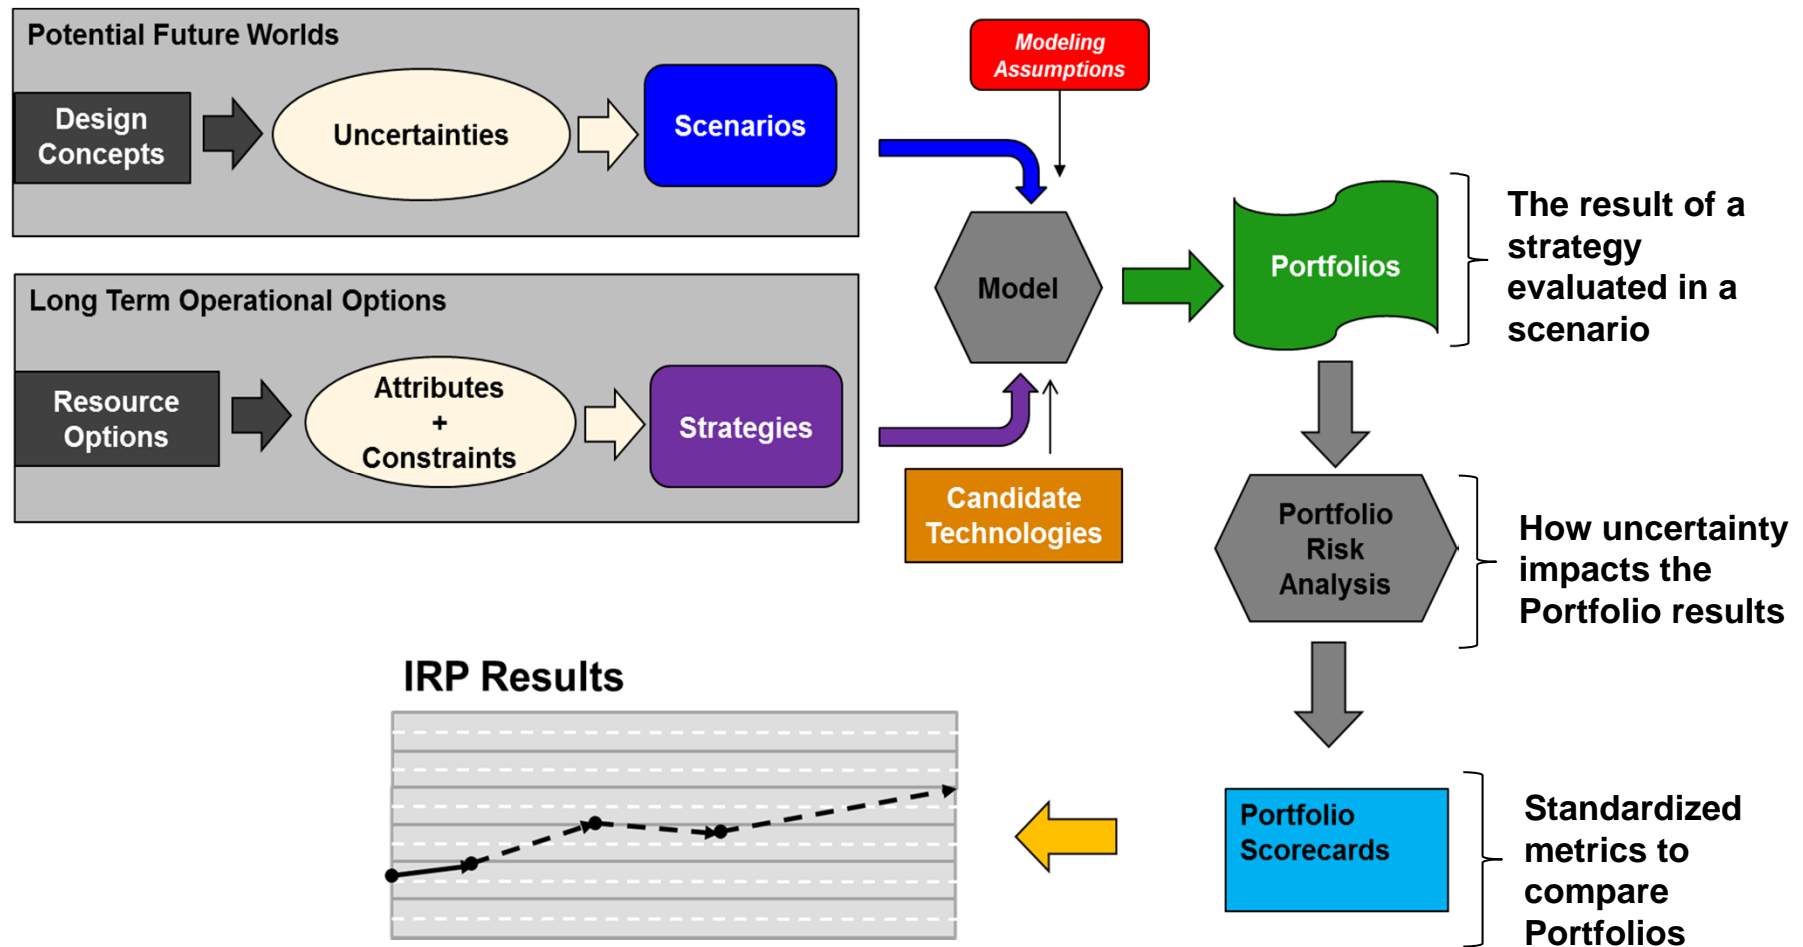 Potential Future Worlds
Design
Concepts
Uncertainties
Scenarios
Modeling
Assumptions
Long Term Operational Options
Resource
Options
Attributes
+
Constraints
Strategies
Model
Candidate
Technologies
Portfolios
The result of a
strategy
evaluated in a
scenario
Portfolio
Risk
Analysis
How uncertainty
impacts the
Portfolio results
Portfolio
Scorecards
Standardized
metrics to
compare
Portfolios
IRP Results